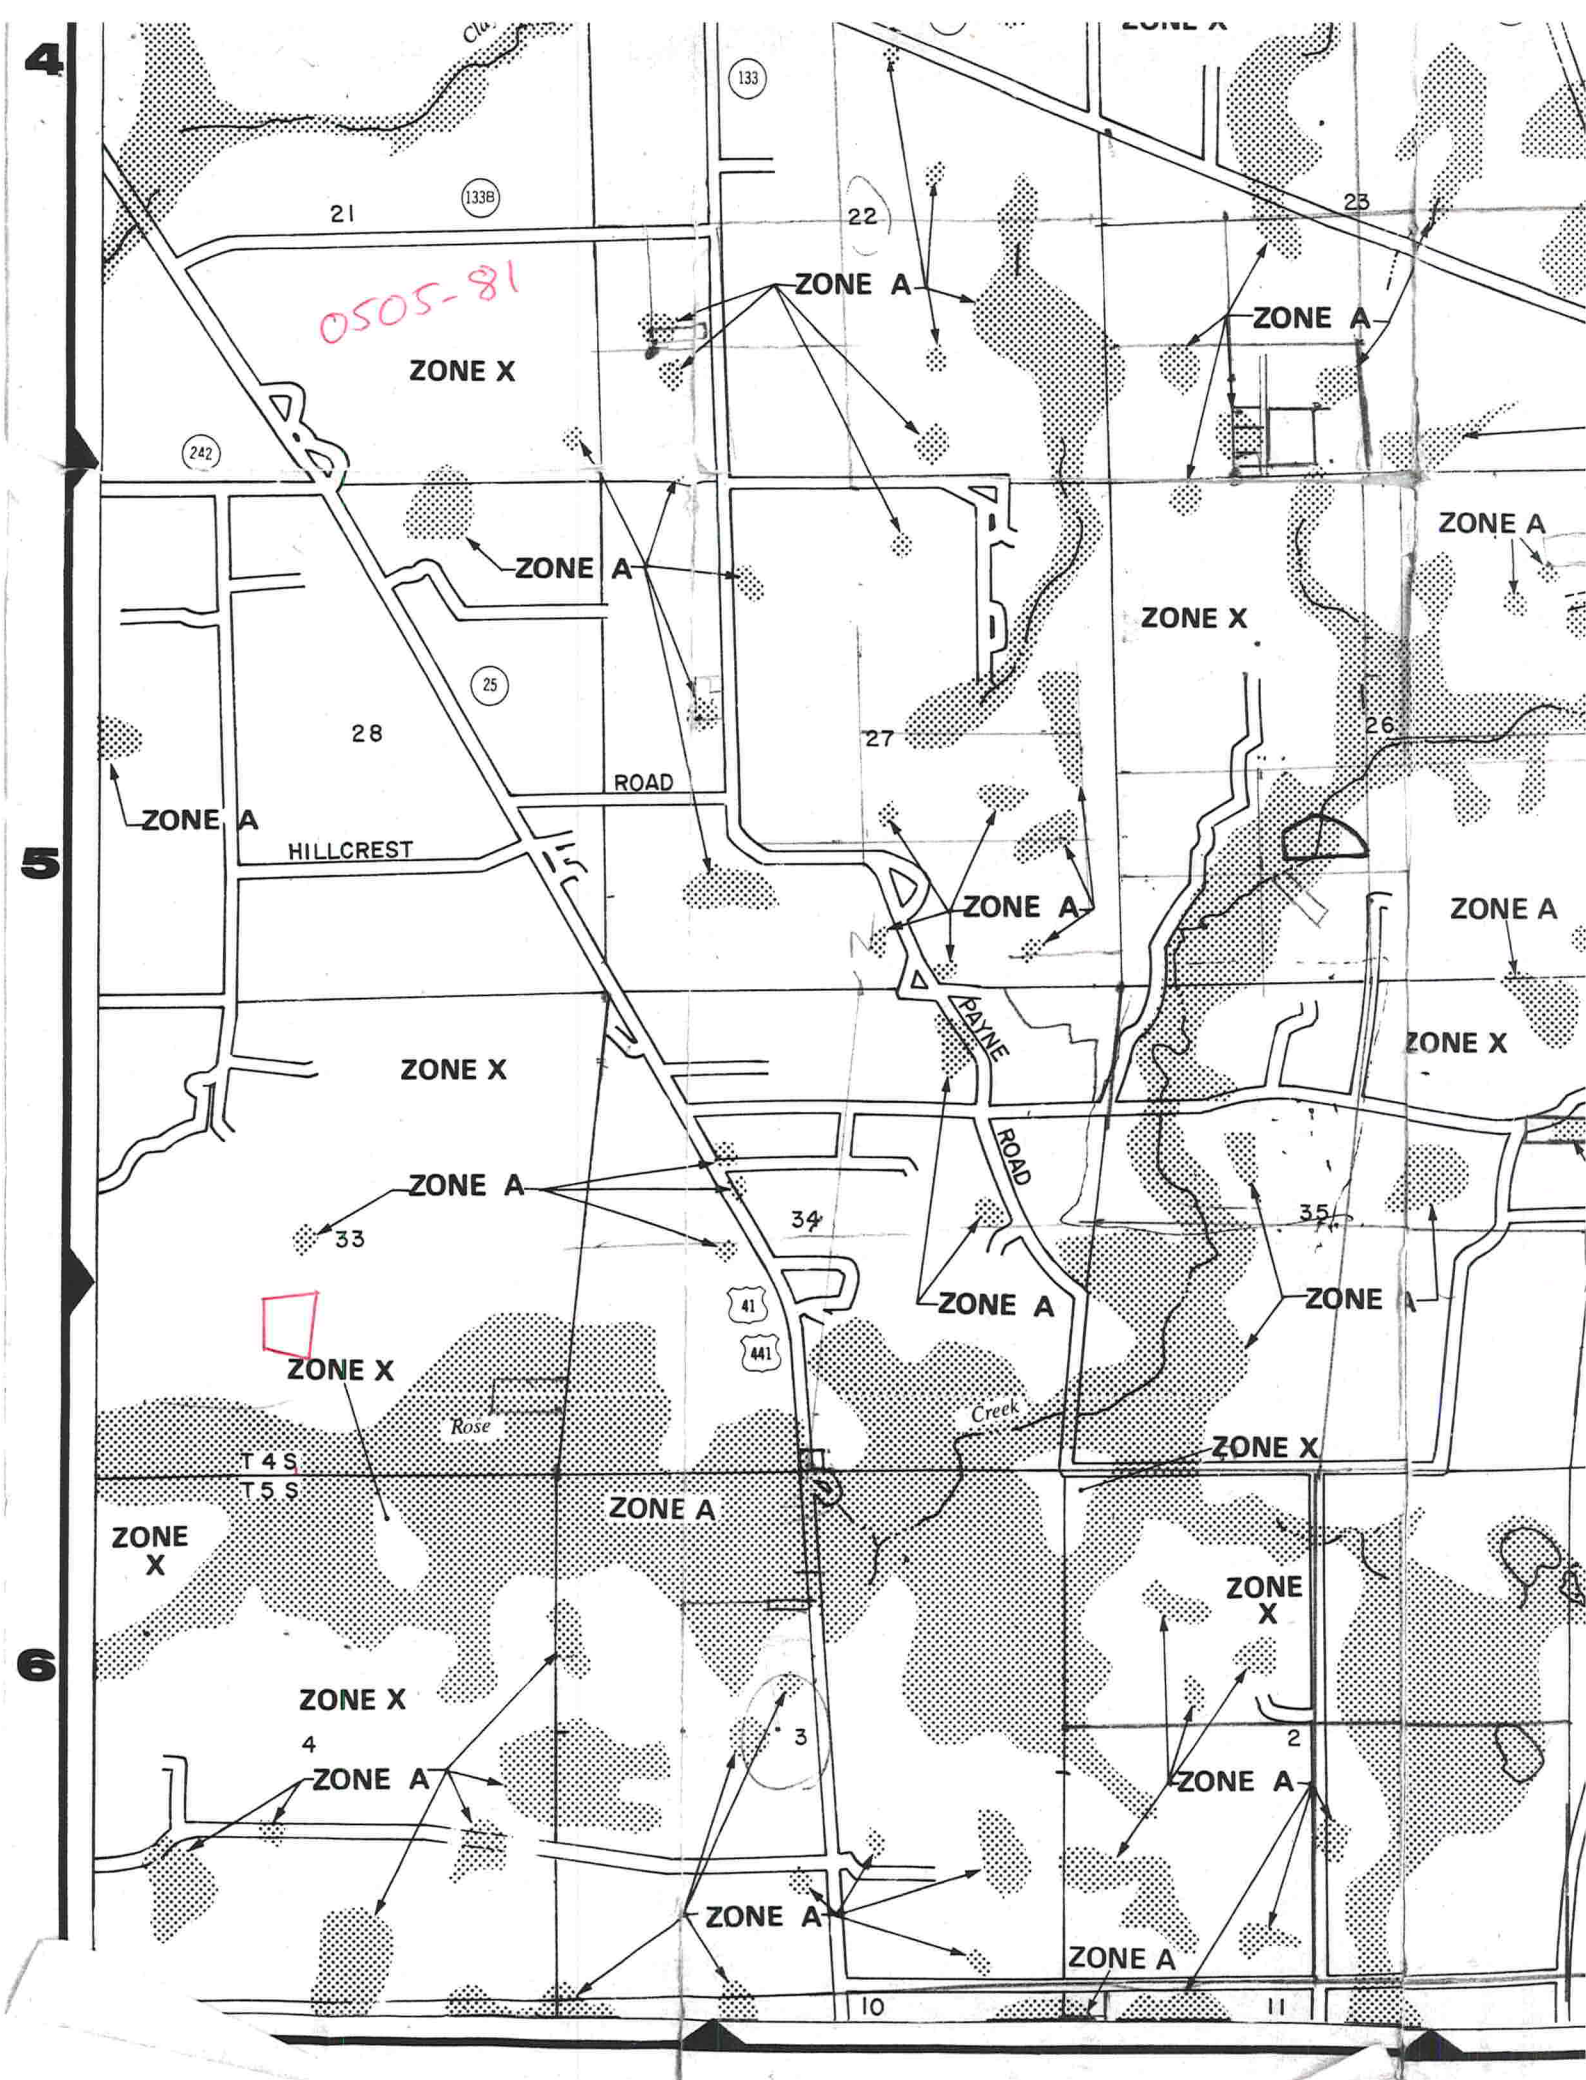 4
ZONE X
133
21
133B
22
23
ZONE A
0505-81
ZONE A
ZONE X
242
ZONE A
ZONE A
ZONE X
25
28
27
26
ROAD
ZONE A
HILLCREST
5
ZONE A
ZONE A
PAYNE
ZONE X
ZONE X
ROAD
ZONE A
33
34
35
41
ZONE A
ZONE A
441
ZONE X
Rose
Creek
ZONE X
T 4 S
T 5 S
ZONE A
ZONE
X
ZONE
X
6
ZONE X
4
3
2
ZONE A
ZONE A
ZONE A
ZONE A
10
11